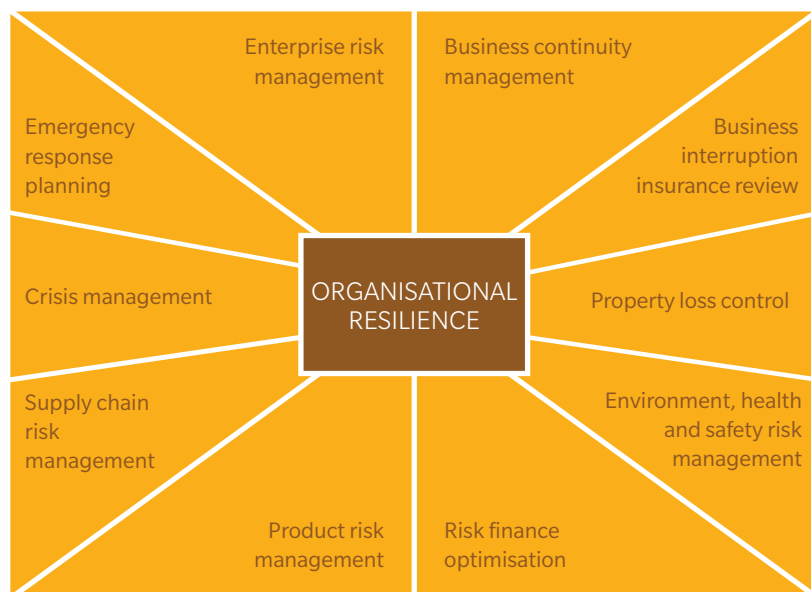 Enterprise risk
management
Business continuity
management
Emergency
response
planning
Business
interruption
insurance review
Crisis management
ORGANISATIONAL
RESILIENCE
Property loss control
Supply chain
risk
management
Environment, health
and safety risk
management
Product risk
management
Risk finance
optimisation